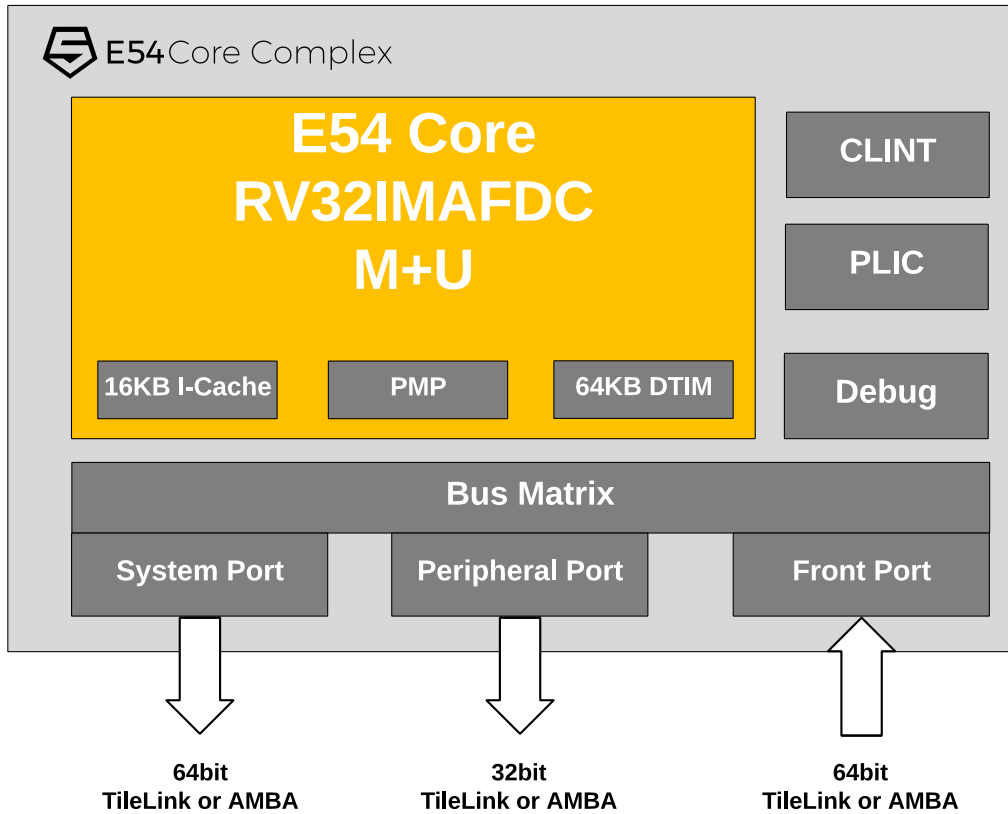 E54 Core Complex
E54 Core
RV32IMAFDC
M+U
16KB I-Cache
PMP
64KB DTIM
CLINT
PLIC
Debug
Bus Matrix
System Port
Peripheral Port
Front Port
64bit
TileLink or AMBA
32bit
TileLink or AMBA
64bit
TileLink or AMBA